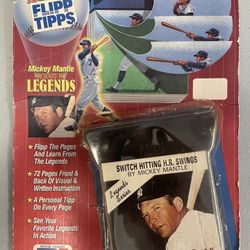 FLIPP
TIPPS
Mickey Mantle
PRESENTS THE
LEGENDS
• Flipp The Pages
And Learn From
The Legends
• 72 Pages Front &
Back Of Visual &
Written Instruction
• A Personal Tipp
On Every Page
• See Your
Favorite Legends
In Action
SWITCH HITTING H.R. SWINGS
BY MICKEY MANTLE
Legends
Series